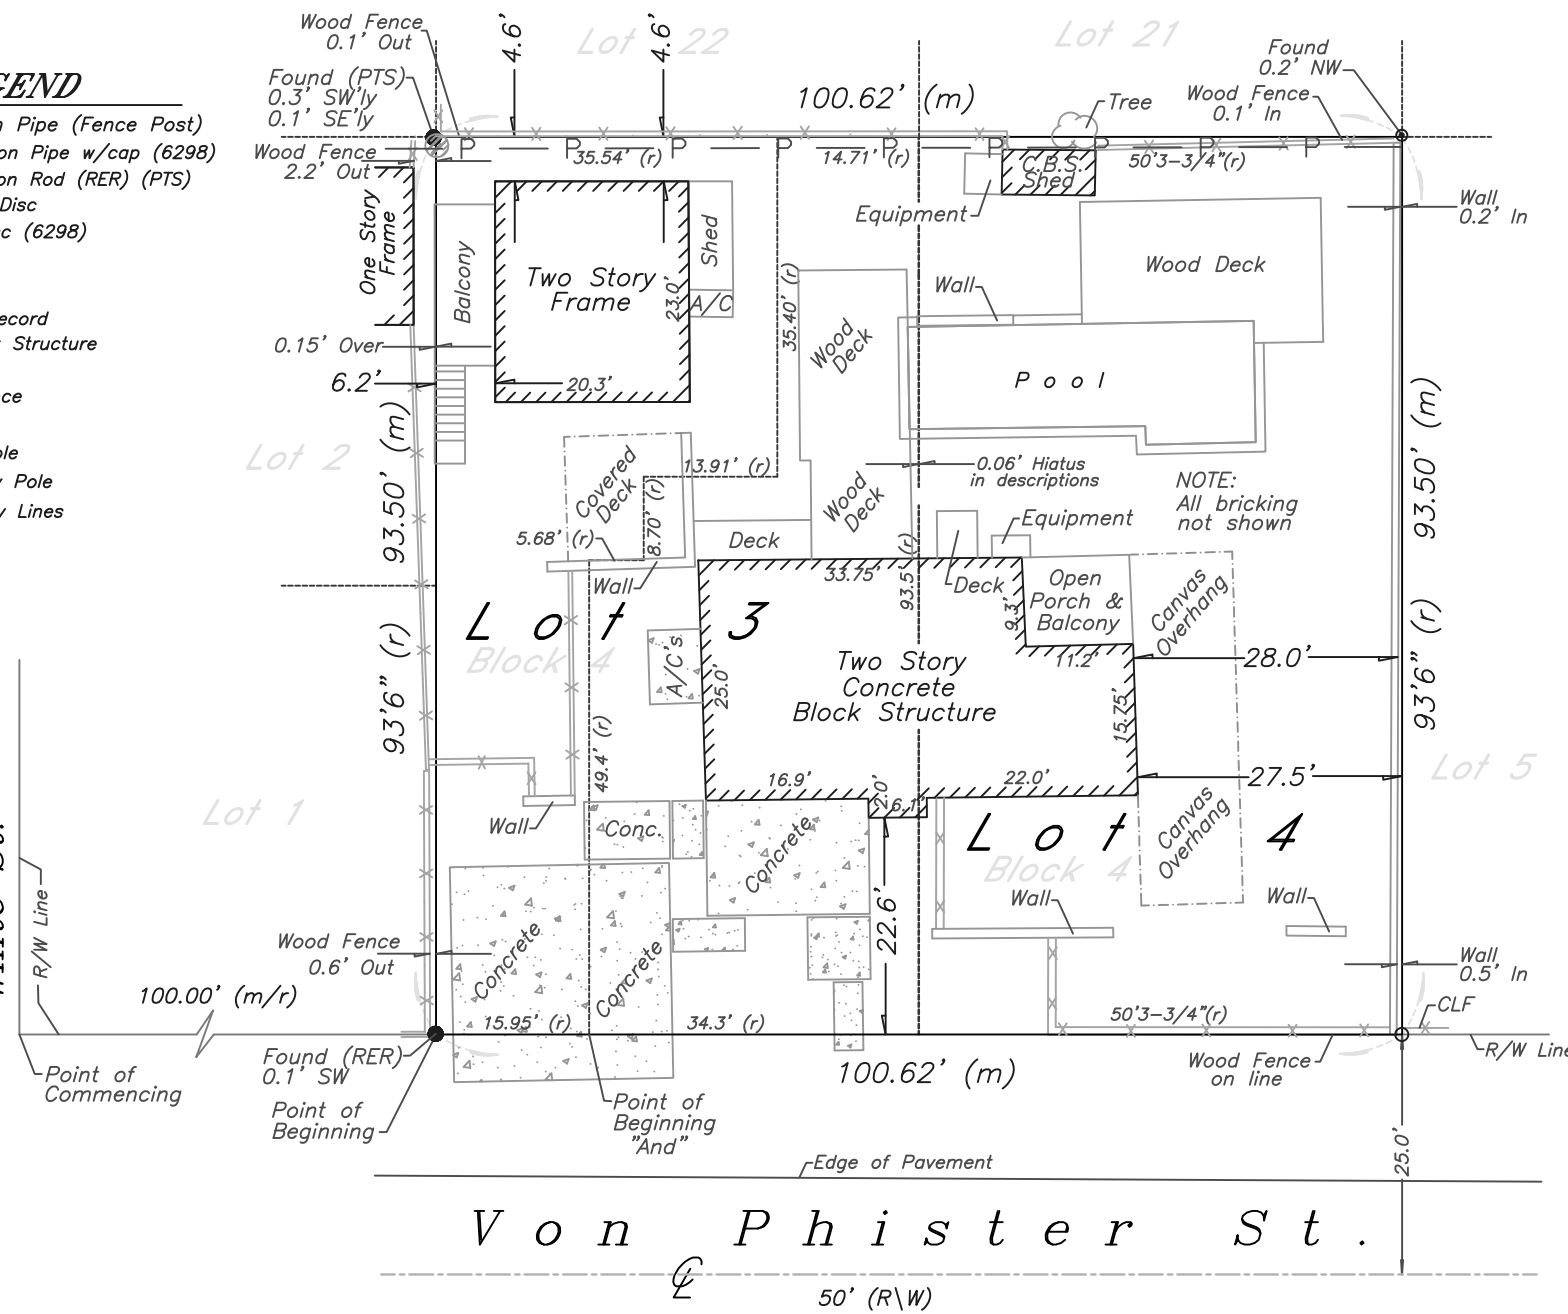 GEND
n Pipe (Fence Post)
on Pipe w/cap (6298)
on Rod (RER) (PTS)
Disc
c (6298)
ecord
Structure
ce
ole
y Pole
y Lines
Wood Fence
0.1' Out
4.6'
4.6'
Lot 22
Lot 21
Found
0.2' NW
Found (PTS)
0.3' SW'ly
0.1' SE'ly
100.62' (m)
Tree
Wood Fence
0.1' In
Wood Fence
2.2' Out
P P P P P P P P P
35.54' (r)
14.71' (r)
50'3-3/4"(r)
C.B.S.
Shed
Equipment
Wall
0.2' In
One Story
Frame
Balcony
Two Story
Frame
23.0'
Shed
A/C
35.40' (r)
Wood
Deck
Wall
Wood Deck
0.15' Over
6.2'
20.3'
Pool
93.50' (m)
93.50' (m)
Lot 2
Covered
Deck
13.91' (r)
Wood
Deck
0.06' Hiatus
in descriptions
NOTE:
All bricking
not shown
5.68' (r)
8.70' (r)
Deck
Equipment
Wall
33.75'
93.5' (r)
Deck
9.3'
Open
Porch &
Balcony
Canvas
Overhang
Lot 3
Block 4
93'6" (r)
93'6" (r)
A/C's
25.0'
Two Story
Concrete
Block Structure
11.2'
28.0'
15.75'
49.4' (r)
16.9'
2.0'
6.1'
22.0'
27.5'
Lot 5
Lot 1
Wall
Conc.
Concrete
Lot 4
Block 4
Canvas
Overhang
R/W Line
22.6'
Wall
Wall
Wood Fence
0.6' Out
Concrete
Concrete
Wall
0.5' In
100.00' (m/r)
15.95' (r)
34.3' (r)
50'3-3/4"(r)
CLF
Found (RER)
0.1' SW
100.62' (m)
Wood Fence
on line
R/W Line
Point of
Commencing
Point of
Beginning
Point of
Beginning
"And"
25.0'
Edge of Pavement
Von Phister St.
50' (R\W)